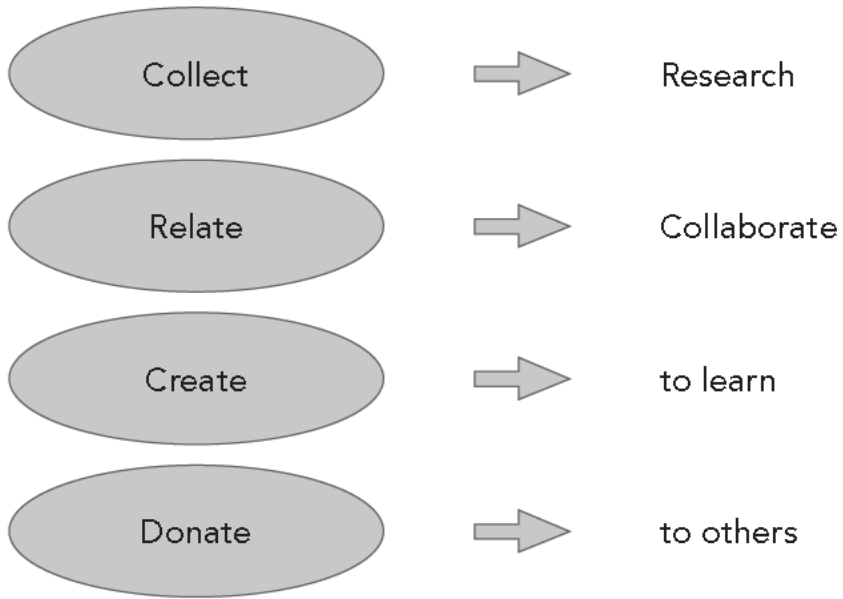 Collect Research
Relate Collaborate
Create to learn
Donate to others